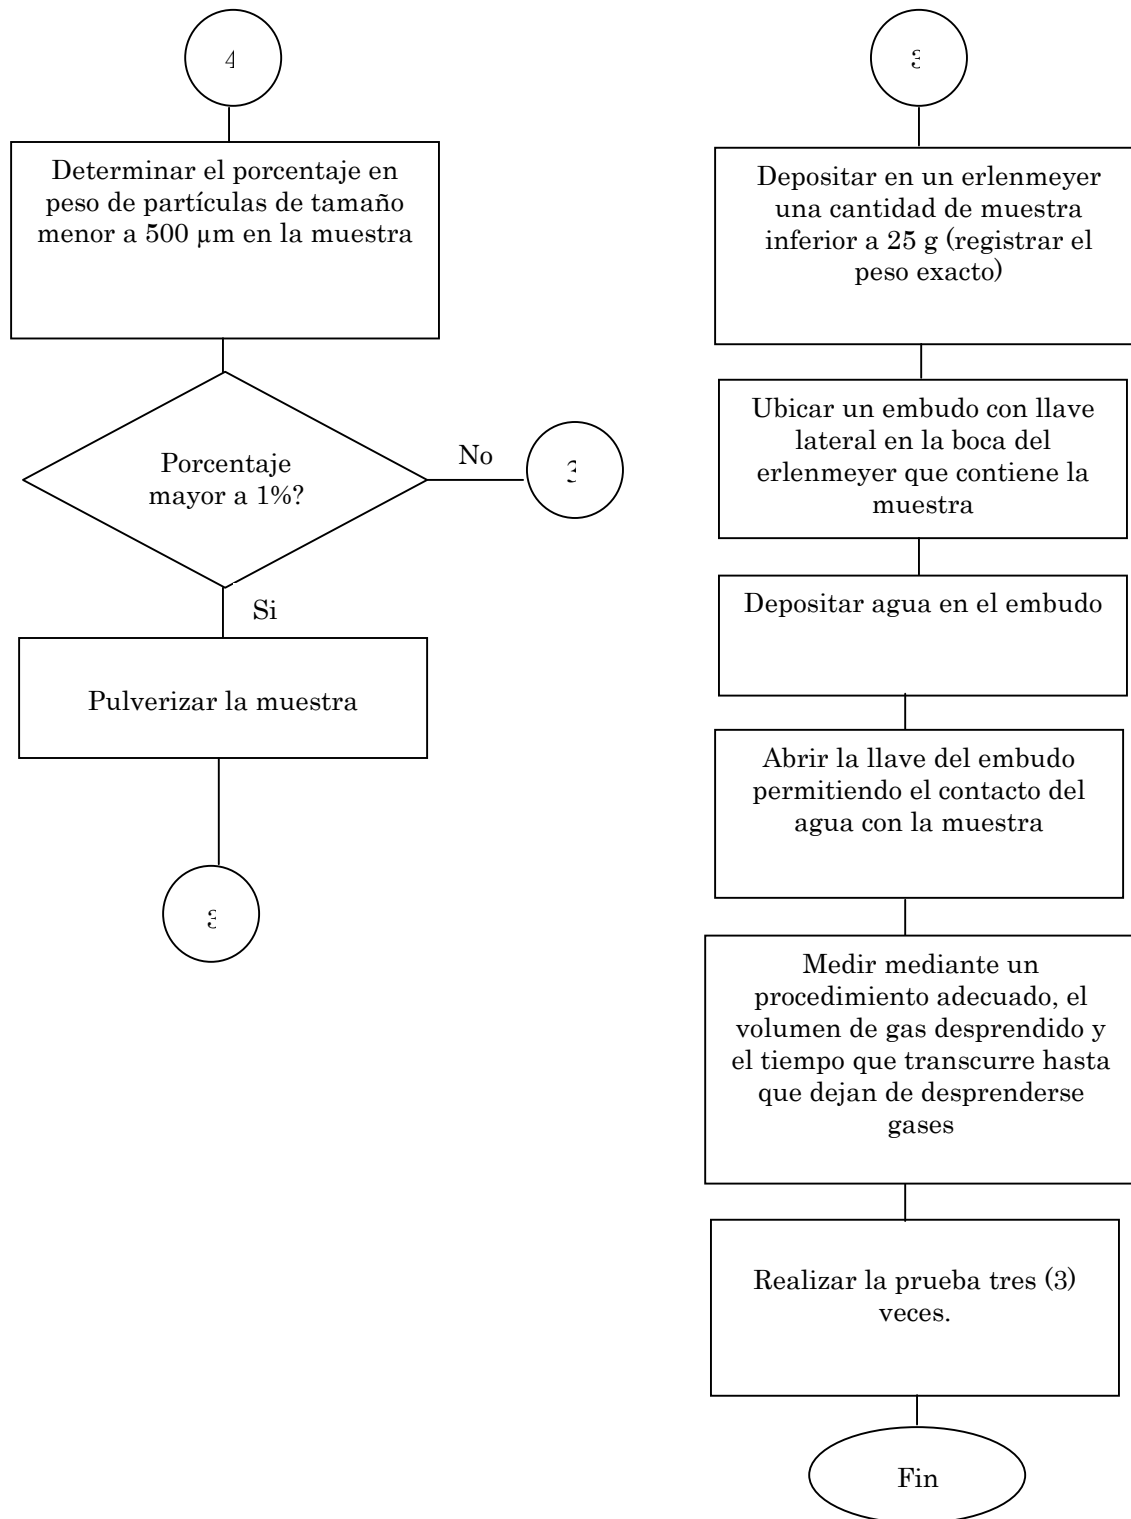 4
Determinar el porcentaje en
peso de partículas de tamaño
menor a 500 µm en la muestra
Porcentaje
mayor a 1%?
No
3
Si
Pulverizar la muestra
3
3
Depositar en un erlenmeyer
una cantidad de muestra
inferior a 25 g (registrar el
peso exacto)
Ubicar un embudo con llave
lateral en la boca del
erlenmeyer que contiene la
muestra
Depositar agua en el embudo
Abrir la llave del embudo
permitiendo el contacto del
agua con la muestra
Medir mediante un
procedimiento adecuado, el
volumen de gas desprendido y
el tiempo que transcurre hasta
que dejan de desprenderse
gases
Realizar la prueba tres (3)
veces.
Fin